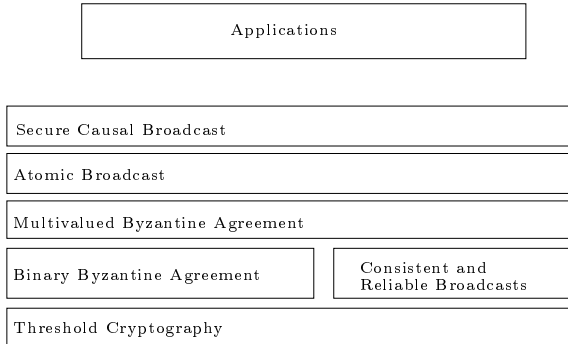 Applications
Secure Causal Broadcast
Atomic Broadcast
Multivalued Byzantine Agreement
Binary Byzantine Agreement
Consistent and
Reliable Broadcasts
Threshold Cryptography